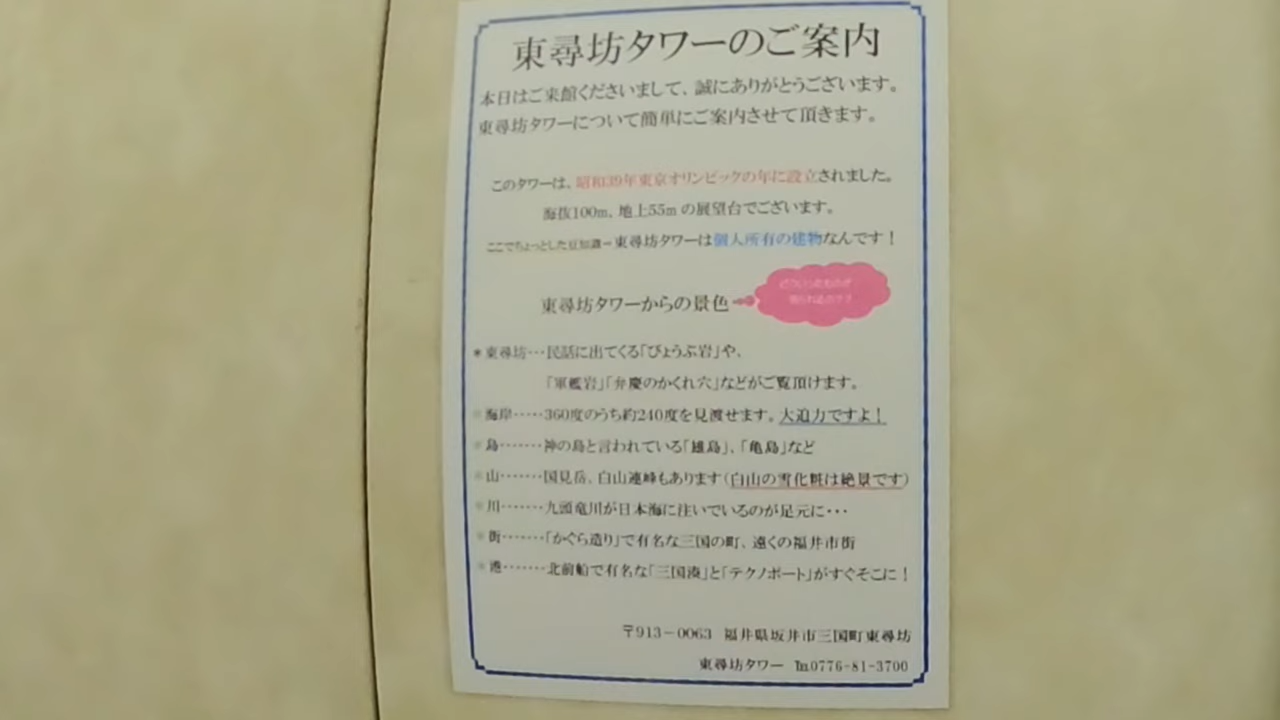 東尋坊タワーのご案内
本日はご来館くださいまして、誠にありがとうございます。
東尋坊タワーについて簡単にご案内させて頂きます。
このタワーは、昭和39年東京オリンピックの年に設立されました。
海抜100m、地上55mの展望台でございます。
ここでちょっとした豆知識－東尋坊タワーは個人所有の建物なんです！
どういったものが
見られるの？？
東尋坊タワーからの景色
＊東尋坊…民話に出てくる「びょうぶ岩」や、
「軍艦岩」「弁慶のかくれ穴」などがご覧頂けます。
＊海岸‥‥‥360度のうち約240度を見渡せます。大迫力ですよ！
＊島‥‥‥‥神の島と言われている「雄島」、「亀島」など
＊山‥‥‥‥国見岳、白山連峰もあります（白山の雪化粧は絶景です）
＊川‥‥‥‥九頭竜川が日本海に注いでいるのが足元に・・・
＊街‥‥‥‥「かぐら造り」で有名な三国の町、遠くの福井市街
＊港‥‥‥‥北前船で有名な「三国湊」と「テクノポート」がすぐそこに！
〒913－0063 福井県坂井市三国町東尋坊
東尋坊タワー ℡0776-81-3700